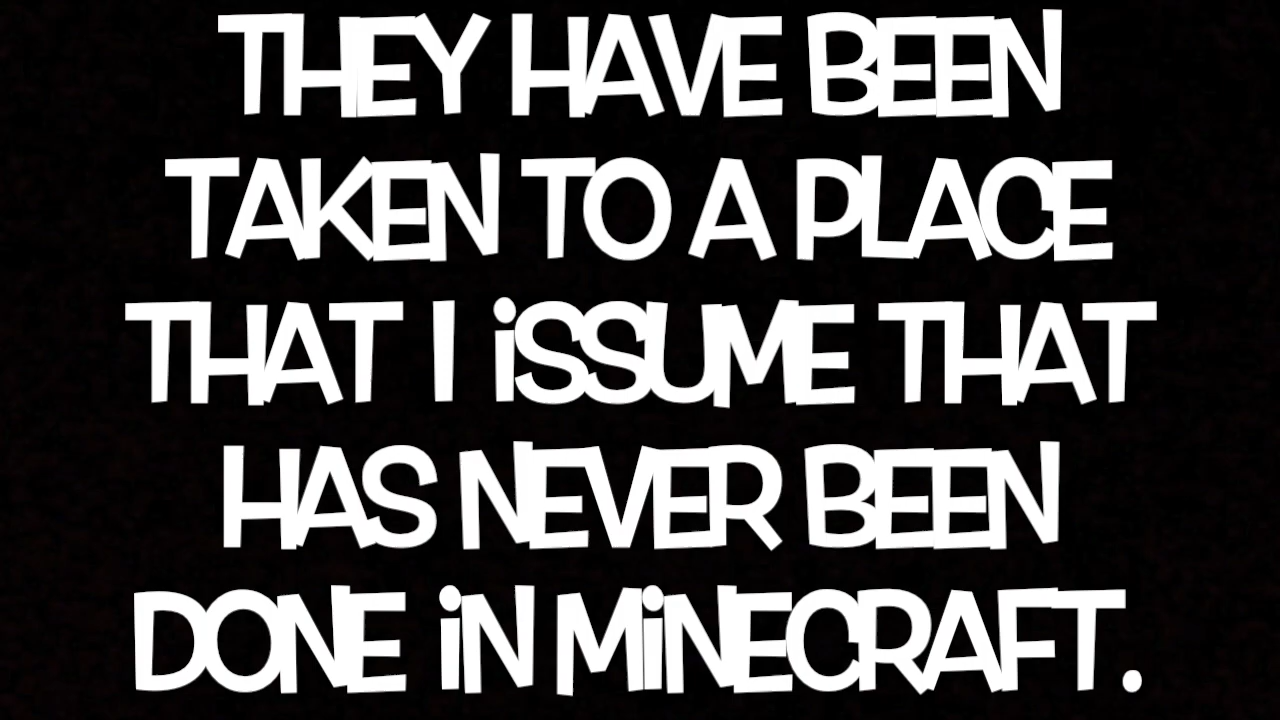 THEY HAVE BEEN
TAKEN TO A PLACE
THAT I iSSUME THAT
HAS NEVER BEEN
DONE iN MiNECRAFT.